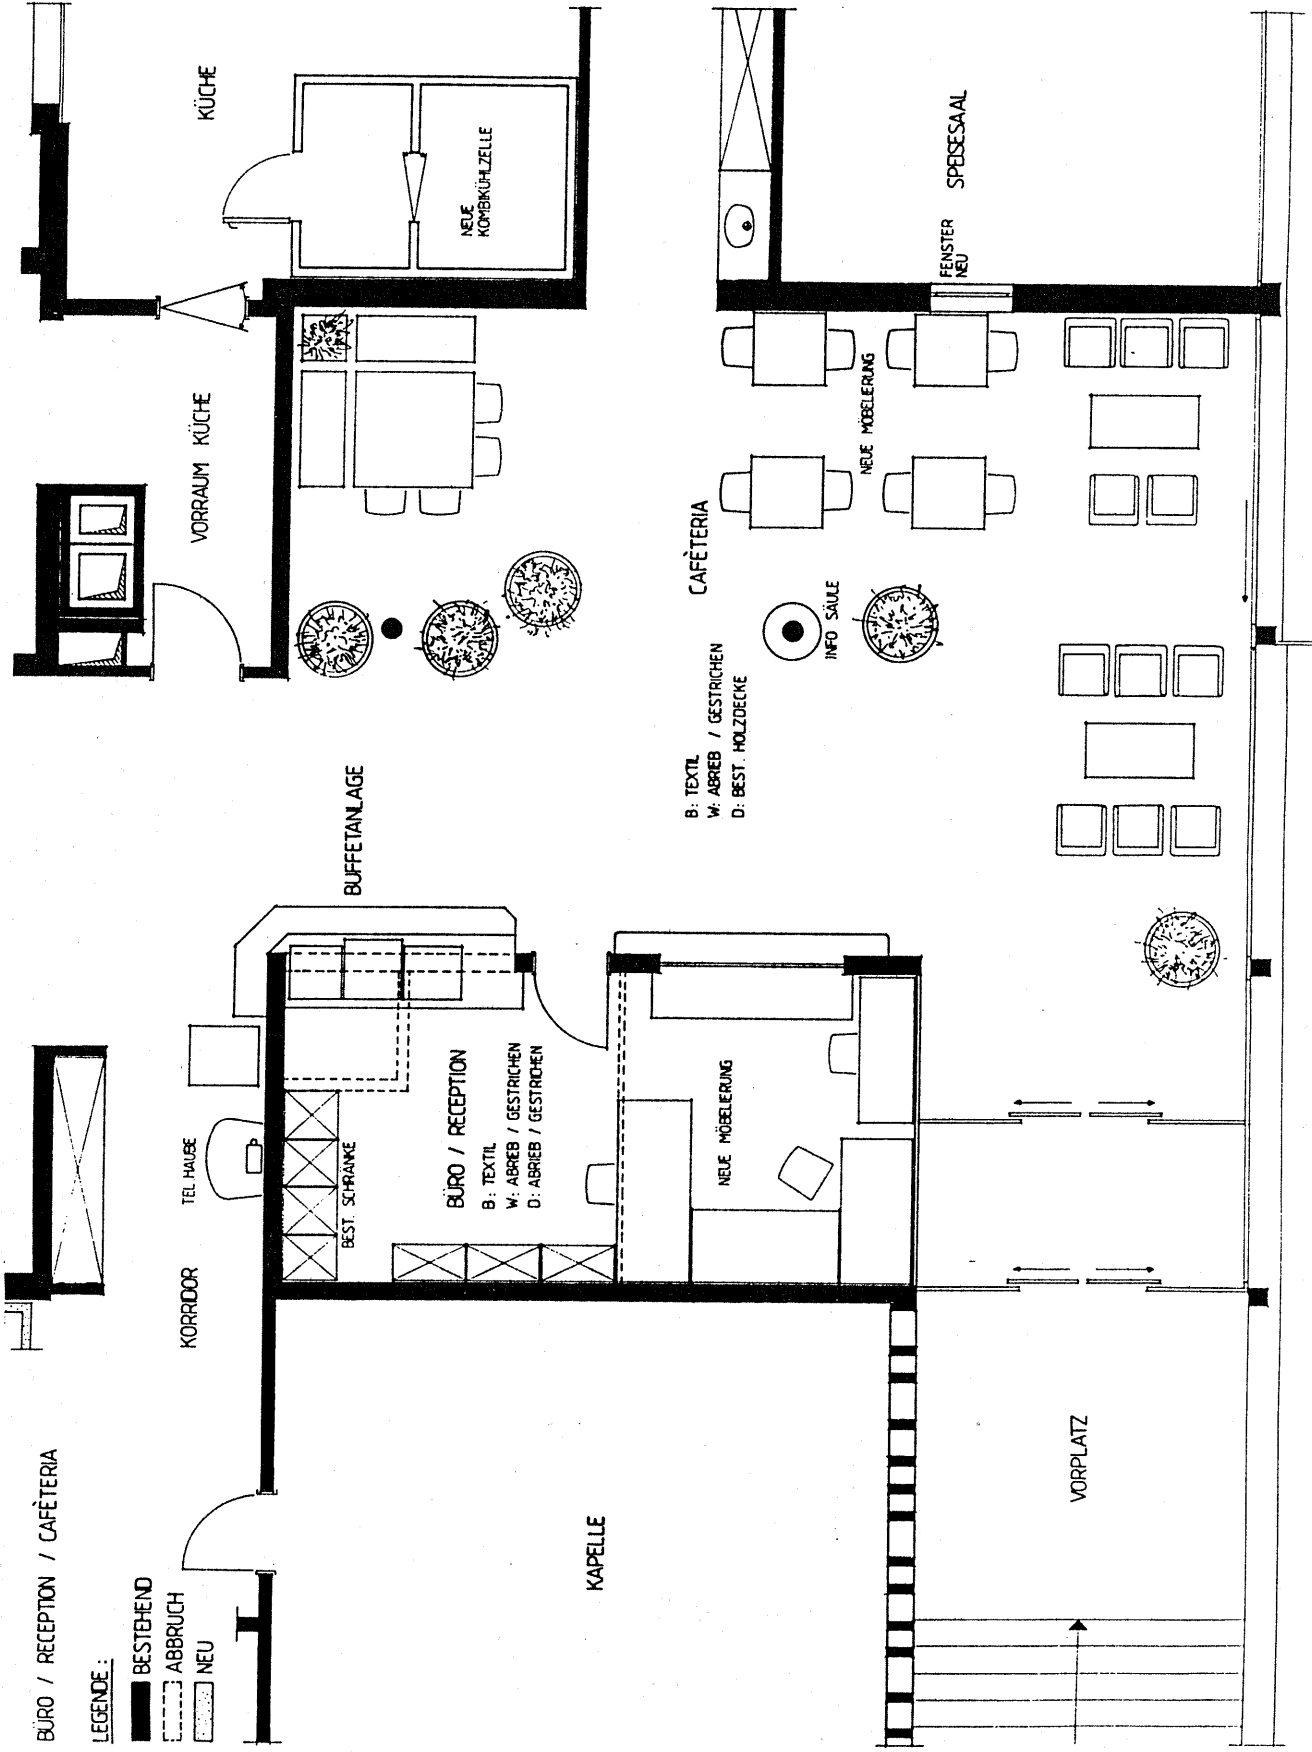 BÜRO / RECEPTION / CAFÈTERIA
LEGENDE :
BESTEHEND
ABBRUCH
NEU
KORRIDOR
TEL.HAUBE
BEST. SCHRÄNKE
BÜRO / RECEPTION
B : TEXTIL
W: ABRIEB / GESTRICHEN
D: ABRIEB / GESTRICHEN
NEUE MÖBELIERUNG
KAPELLE
VORPLATZ
BUFFETANLAGE
VORRAUM KÜCHE
KÜCHE
NEUE
KOMBIKÜHLZELLE
CAFÈTERIA
B: TEXTIL
W: ABRIEB / GESTRICHEN
D: BEST. HOLZDECKE
INFO SÄULE
NEUE MÖBELIERUNG
FENSTER
NEU
SPEISESAAL